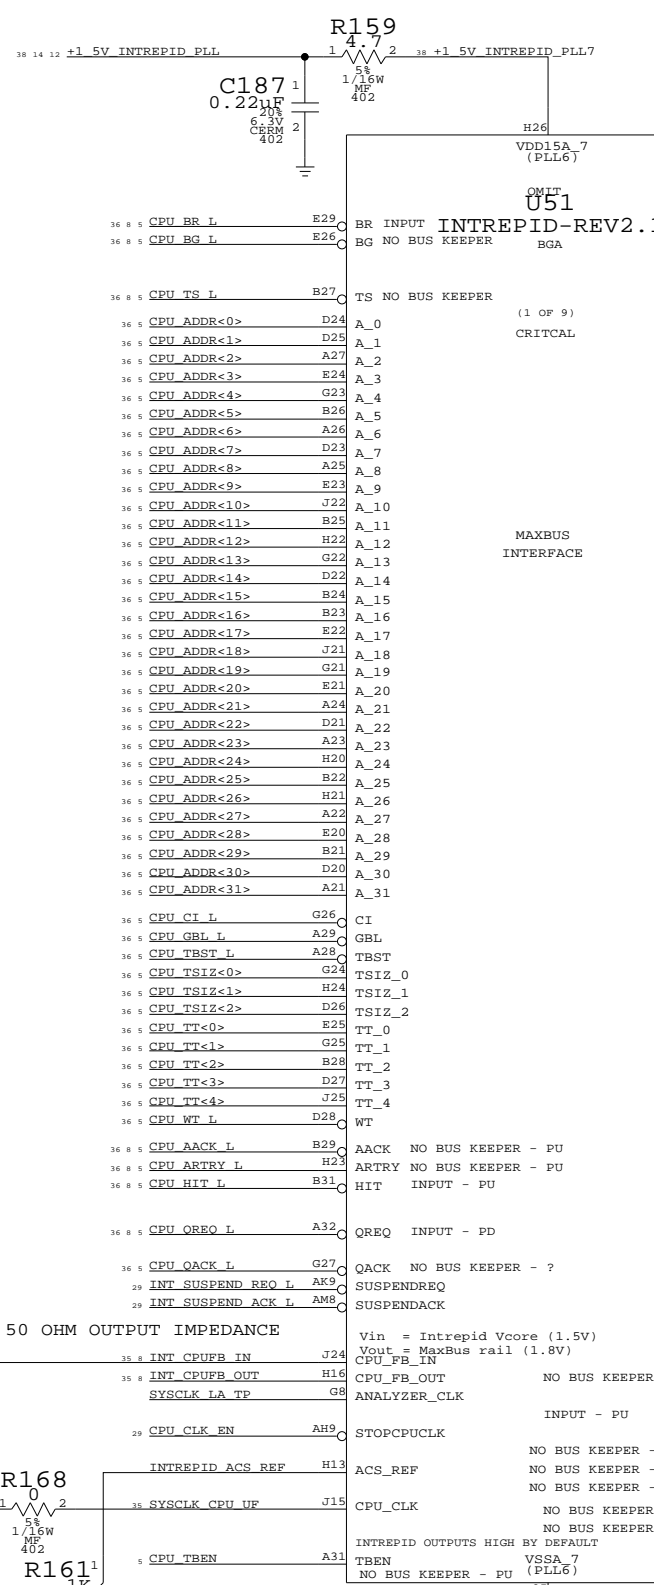 R159
4.7
38 14 12 +1_5V_INTREPID_PLL 1 2 38 +1_5V_INTREPID_PLL7
5%
1/16W
MF
402
C187 1
0.22uF
20%
6.3V 2
CERM
402
H26
VDD15A_7
(PLL6)
OMIT
U51
INTREPID-REV2.1
BGA
36 8 5 CPU_BR_L E29 BR INPUT
36 8 5 CPU_BG_L E26 BG NO BUS KEEPER
36 8 5 CPU_TS_L B27 TS NO BUS KEEPER
(1 OF 9)
CRITCAL
36 5 CPU_ADDR<0> D24 A_0
36 5 CPU_ADDR<1> D25 A_1
36 5 CPU_ADDR<2> A27 A_2
36 5 CPU_ADDR<3> E24 A_3
36 5 CPU_ADDR<4> G23 A_4
36 5 CPU_ADDR<5> B26 A_5
36 5 CPU_ADDR<6> A26 A_6
36 5 CPU_ADDR<7> D23 A_7
36 5 CPU_ADDR<8> A25 A_8
36 5 CPU_ADDR<9> E23 A_9
36 5 CPU_ADDR<10> J22 A_10
36 5 CPU_ADDR<11> B25 A_11
36 5 CPU_ADDR<12> H22 A_12
36 5 CPU_ADDR<13> G22 A_13
36 5 CPU_ADDR<14> D22 A_14
36 5 CPU_ADDR<15> B24 A_15
36 5 CPU_ADDR<16> B23 A_16
36 5 CPU_ADDR<17> E22 A_17
36 5 CPU_ADDR<18> J21 A_18
36 5 CPU_ADDR<19> G21 A_19
36 5 CPU_ADDR<20> E21 A_20
36 5 CPU_ADDR<21> A24 A_21
36 5 CPU_ADDR<22> D21 A_22
36 5 CPU_ADDR<23> A23 A_23
36 5 CPU_ADDR<24> H20 A_24
36 5 CPU_ADDR<25> B22 A_25
36 5 CPU_ADDR<26> H21 A_26
36 5 CPU_ADDR<27> A22 A_27
36 5 CPU_ADDR<28> E20 A_28
36 5 CPU_ADDR<29> B21 A_29
36 5 CPU_ADDR<30> D20 A_30
36 5 CPU_ADDR<31> A21 A_31
MAXBUS
INTERFACE
36 5 CPU_CI_L G26 CI
36 5 CPU_GBL_L A29 GBL
36 5 CPU_TBST_L A28 TBST
36 5 CPU_TSIZ<0> G24 TSIZ_0
36 5 CPU_TSIZ<1> H24 TSIZ_1
36 5 CPU_TSIZ<2> D26 TSIZ_2
36 5 CPU_TT<0> E25 TT_0
36 5 CPU_TT<1> G25 TT_1
36 5 CPU_TT<2> B28 TT_2
36 5 CPU_TT<3> D27 TT_3
36 5 CPU_TT<4> J25 TT_4
36 5 CPU_WT_L D28 WT
36 8 5 CPU_AACK_L B29 AACK NO BUS KEEPER - PU
36 8 5 CPU_ARTRY_L H23 ARTRY NO BUS KEEPER - PU
36 8 5 CPU_HIT_L B31 HIT INPUT - PU
36 8 5 CPU_QREQ_L A32 QREQ INPUT - PD
36 5 CPU_QACK_L G27 QACK NO BUS KEEPER - ?
29 INT_SUSPEND_REQ_L AK9 SUSPENDREQ
29 INT_SUSPEND_ACK_L AM8 SUSPENDACK
50 OHM OUTPUT IMPEDANCE
Vin = Intrepid Vcore (1.5V)
Vout = MaxBus rail (1.8V)
35 8 INT_CPUFB_IN J24 CPU_FB_IN
35 8 INT_CPUFB_OUT H16 CPU_FB_OUT NO BUS KEEPER
SYSCLK_LA_TP G8 ANALYZER_CLK
INPUT - PU
29 CPU_CLK_EN AH9 STOPCPUCLK
NO BUS KEEPER -
INTREPID_ACS_REF H13 ACS_REF NO BUS KEEPER -
NO BUS KEEPER -
R168
0
1 2 35 SYSCLK_CPU_UF J15 CPU_CLK NO BUS KEEPER
5%
1/16W
MF
402
NO BUS KEEPER
INTREPID OUTPUTS HIGH BY DEFAULT
5 CPU_TBEN A31 TBEN VSSA_7
NO BUS KEEPER - PU (PLL6)
R161 1
1K